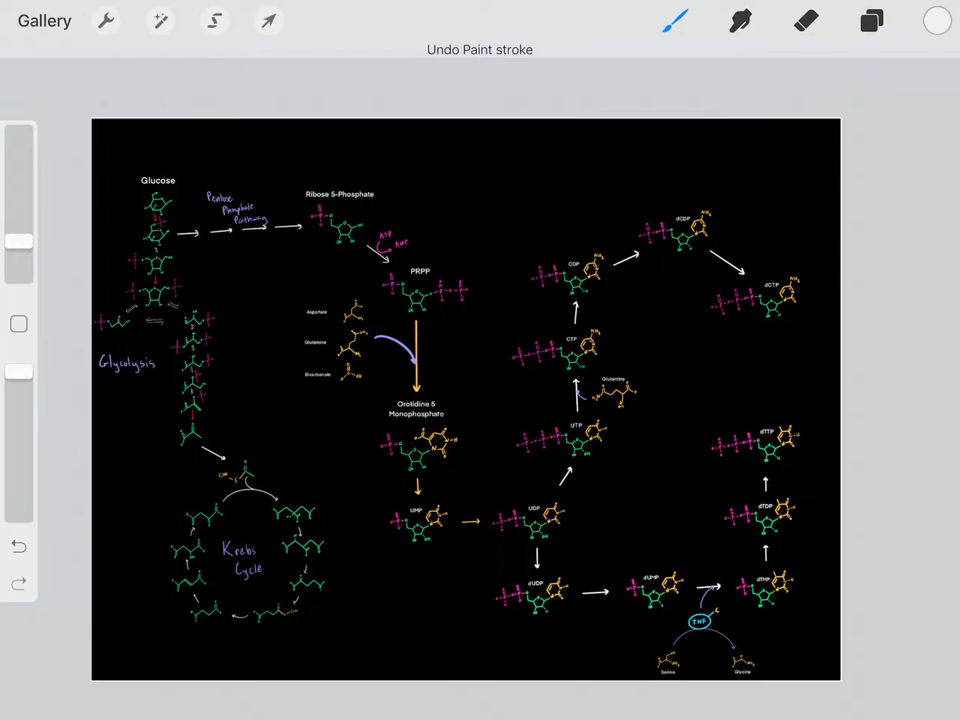 Gallery
Undo Paint stroke
Glucose
Pentose
Phosphate
Pathway
Ribose 5-Phosphate
ATP
AMP
PRPP
Glycolysis
Aspartate
Glutamine
Bicarbonate
Orotidine 5
Monophosphate
UMP
UDP
UTP
Glutamine
CTP
CDP
dCDP
dCTP
dUDP
dUMP
dTMP
dTDP
dTTP
THF
C
Serine
Glycine
Krebs
Cycle